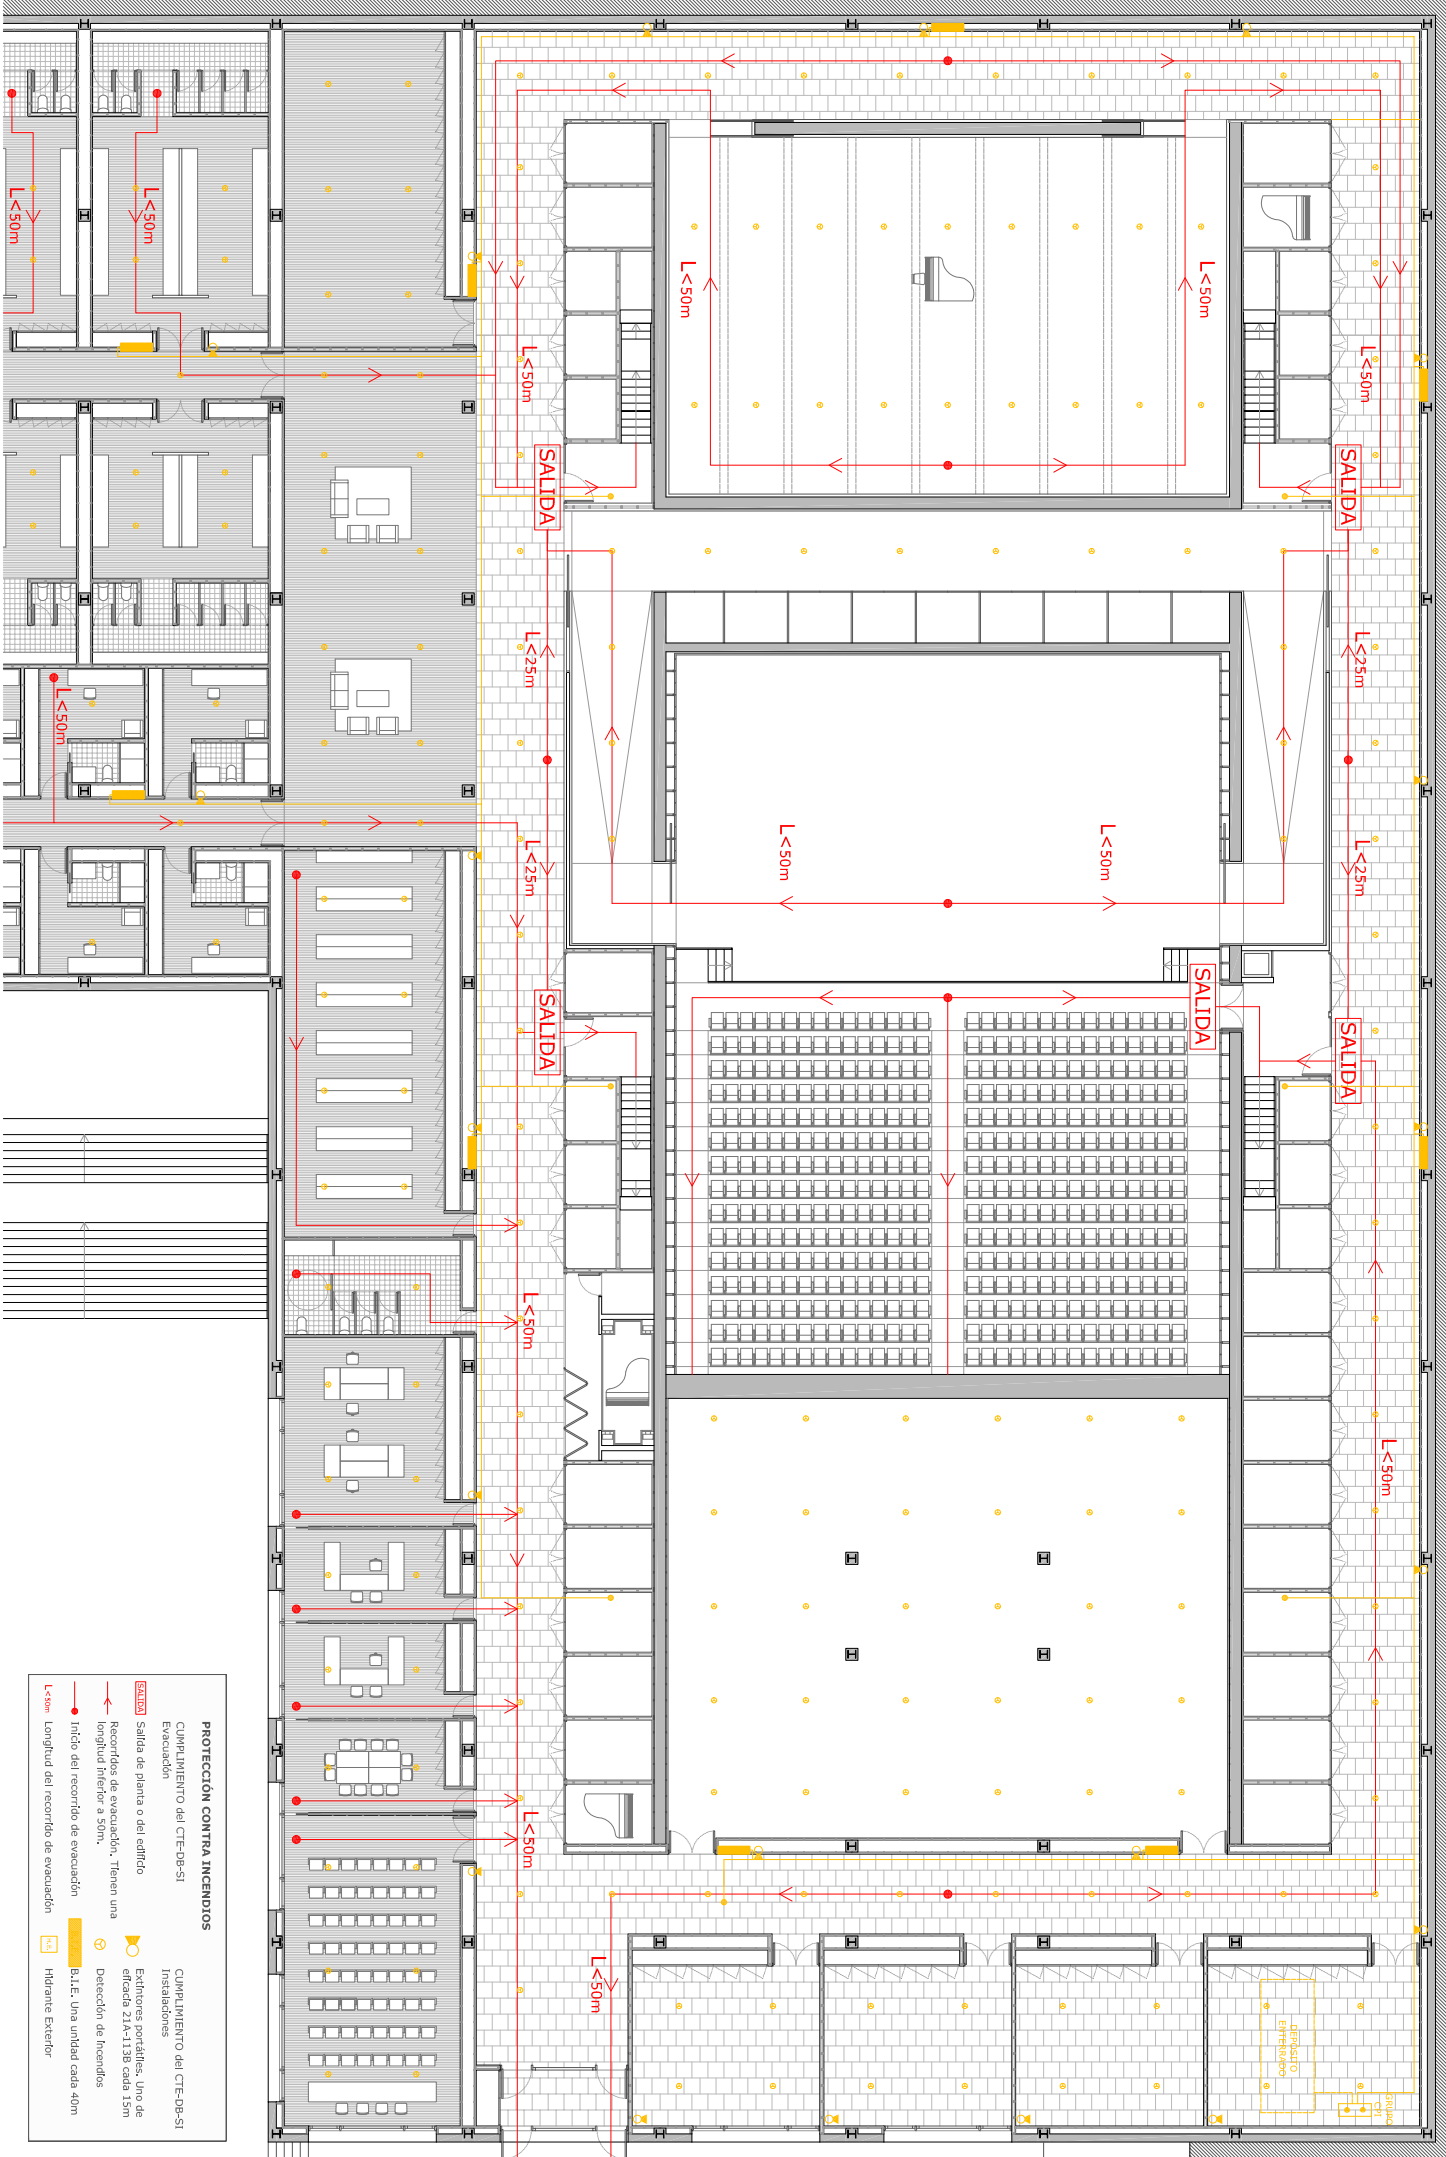 L<50m
L<50m
L<50m
L<50m
L<50m
L<50m
SALIDA
SALIDA
L<25m
L<25m
L<50m
L<50m
L<50m
L<25m
L<25m
SALIDA
SALIDA
SALIDA
L<50m
L<50m
L<50m
L<50m
DEPÓSITO
ENTERRADO
GRUPO
CPI
PROTECCIÓN CONTRA INCENDIOS
CUMPLIMIENTO del CTE-DB-SI
Evacuación
SALIDA Salida de planta o del edificio
Recorridos de evacuación. Tienen una
longitud inferior a 50m.
Inicio del recorrido de evacuación
L<50m Longitud del recorrido de evacuación
CUMPLIMIENTO del CTE-DB-SI
Instalaciones
Extintores portátiles. Uno de
eficacia 21A-113B cada 15m
Detección de Incendios
B.I.E. Una unidad cada 40m
Hidrante Exterior